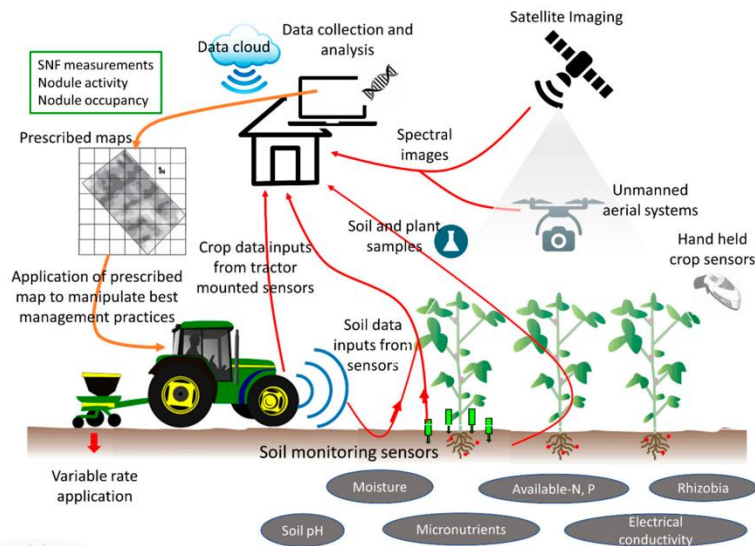 SNF measurements
Nodule activity
Nodule occupancy
Data cloud
Data collection and
analysis
Satellite Imaging
Prescribed maps
Spectral
images
Unmanned
aerial systems
Soil and plant
samples
Hand held
crop sensors
Crop data inputs
from tractor
mounted sensors
Application of prescribed
map to manipulate best
management practices
Soil data
inputs from
sensors
Soil monitoring sensors
Variable rate
application
Moisture
Available-N, P
Rhizobia
Soil pH
Micronutrients
Electrical
conductivity